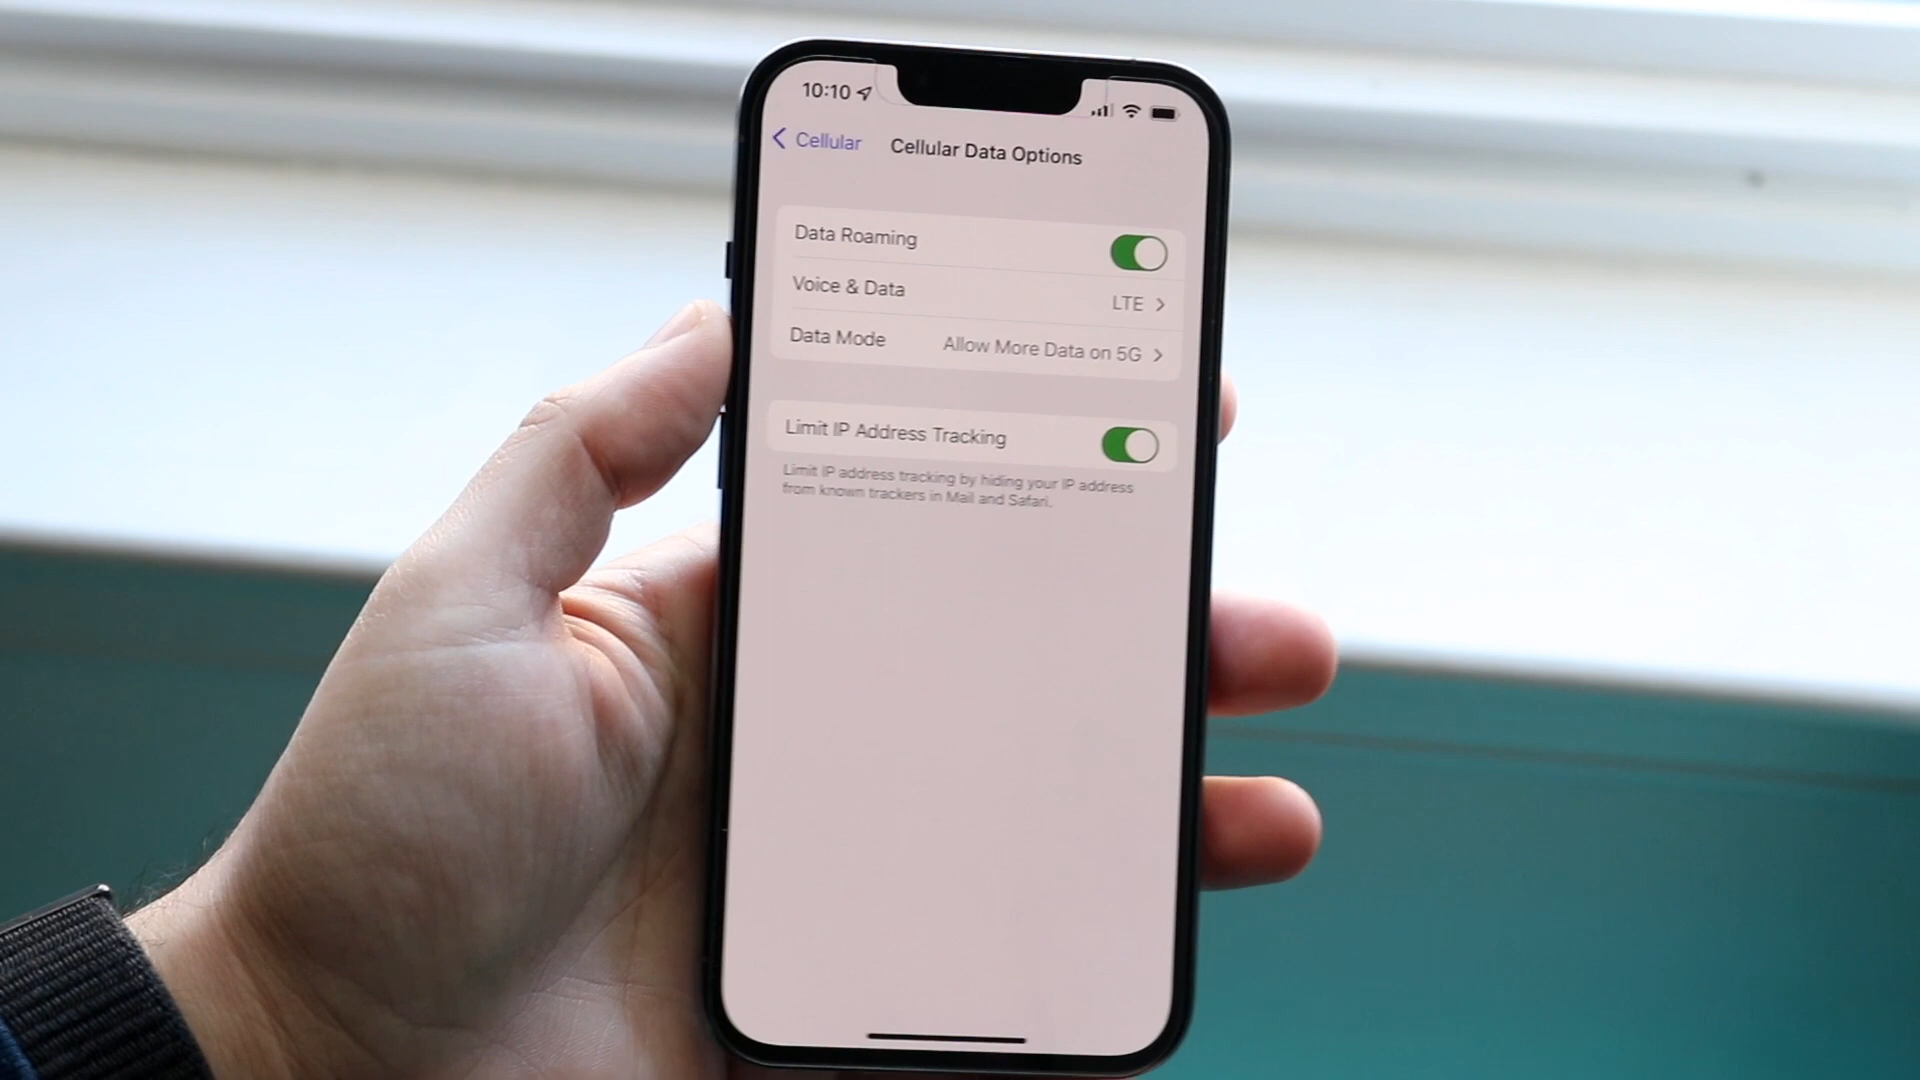 10:10
Cellular
Cellular Data Options
Data Roaming
Voice & Data LTE
Data Mode Allow More Data on 5G
Limit IP Address Tracking
Limit IP address tracking by hiding your IP address
from known trackers in Mail and Safari.